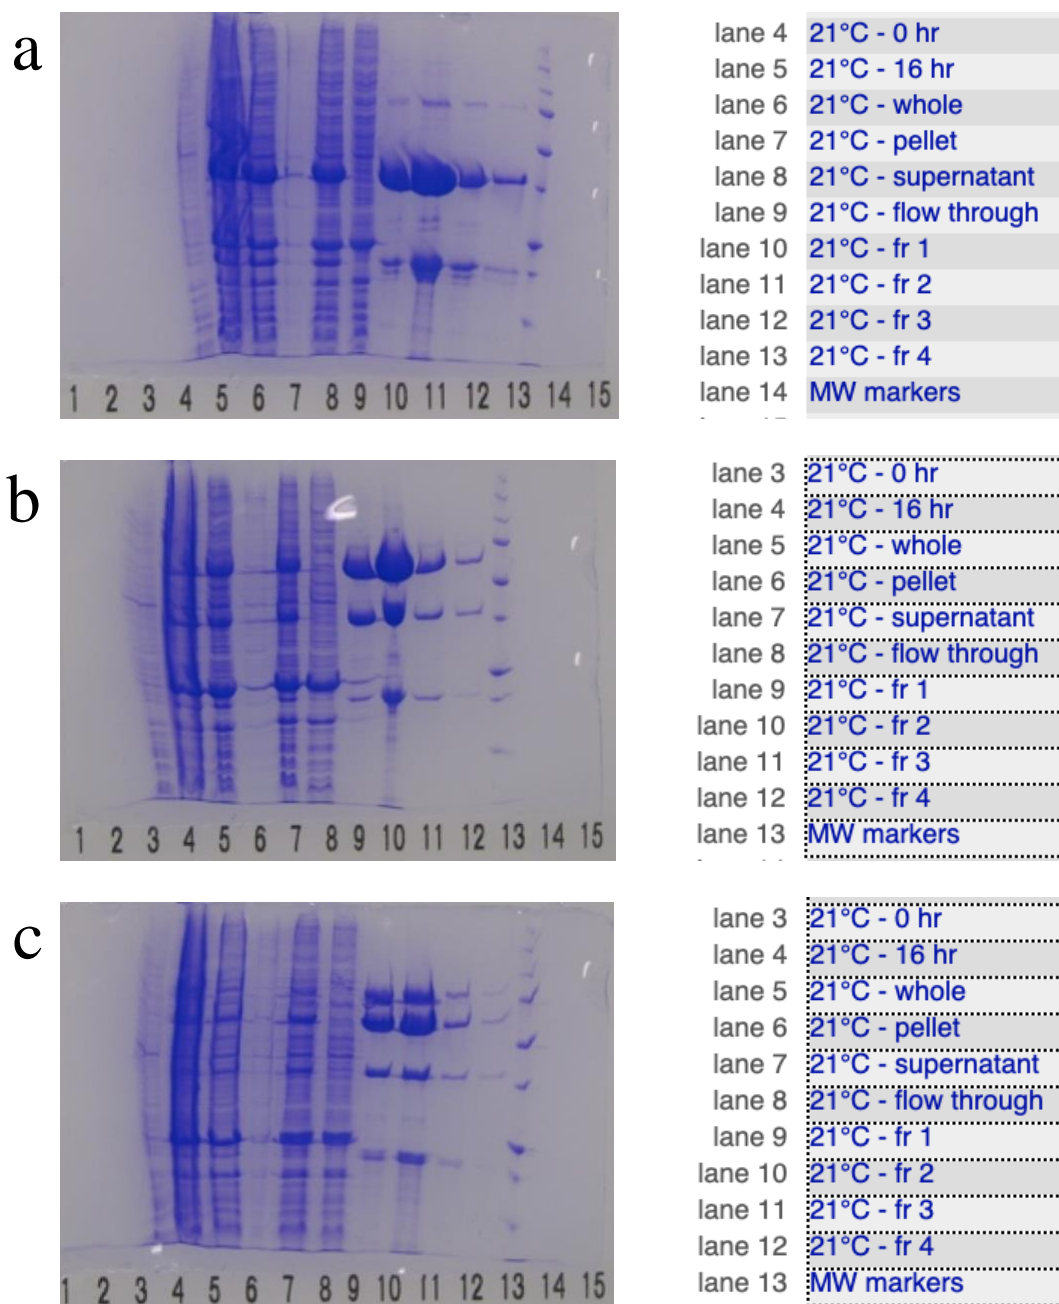 a
lane 4 21°C - 0 hr
lane 5 21°C - 16 hr
lane 6 21°C - whole
lane 7 21°C - pellet
lane 8 21°C - supernatant
lane 9 21°C - flow through
lane 10 21°C - fr 1
lane 11 21°C - fr 2
lane 12 21°C - fr 3
lane 13 21°C - fr 4
lane 14 MW markers
1 2 3 4 5 6 7 8 9 10 11 12 13 14 15
b
lane 3 21°C - 0 hr
lane 4 21°C - 16 hr
lane 5 21°C - whole
lane 6 21°C - pellet
lane 7 21°C - supernatant
lane 8 21°C - flow through
lane 9 21°C - fr 1
lane 10 21°C - fr 2
lane 11 21°C - fr 3
lane 12 21°C - fr 4
lane 13 MW markers
1 2 3 4 5 6 7 8 9 10 11 12 13 14 15
c
lane 3 21°C - 0 hr
lane 4 21°C - 16 hr
lane 5 21°C - whole
lane 6 21°C - pellet
lane 7 21°C - supernatant
lane 8 21°C - flow through
lane 9 21°C - fr 1
lane 10 21°C - fr 2
lane 11 21°C - fr 3
lane 12 21°C - fr 4
lane 13 MW markers
1 2 3 4 5 6 7 8 9 10 11 12 13 14 15